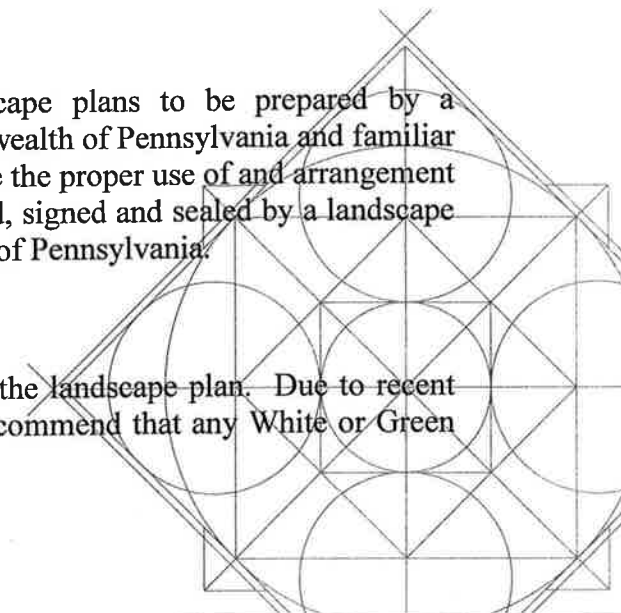 cape plans to be prepared by a
wealth of Pennsylvania and familiar
e the proper use of and arrangement
d, signed and sealed by a landscape
of Pennsylvania.
the landscape plan. Due to recent
commend that any White or Green